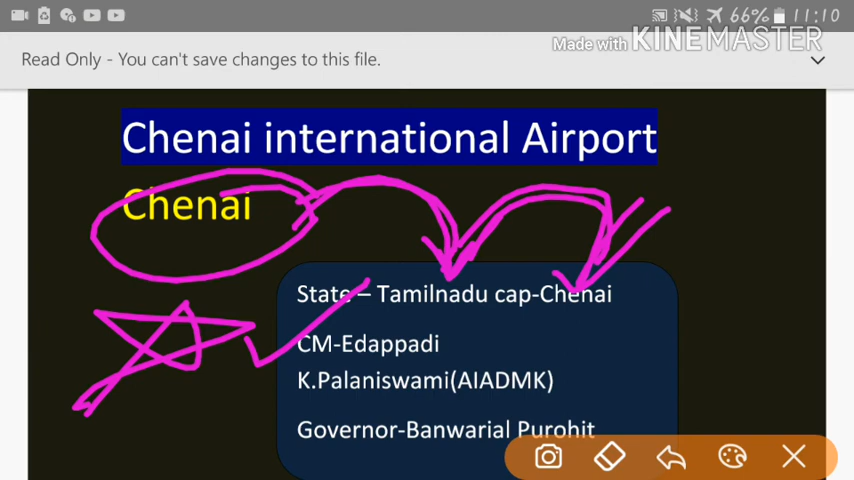 66% 11:10
Made with KINEMASTER
Read Only - You can't save changes to this file.
Chenai international Airport
Chenai
State – Tamilnadu cap-Chenai
CM-Edappadi
K.Palaniswami(AIADMK)
Governor-Banwarial Purohit